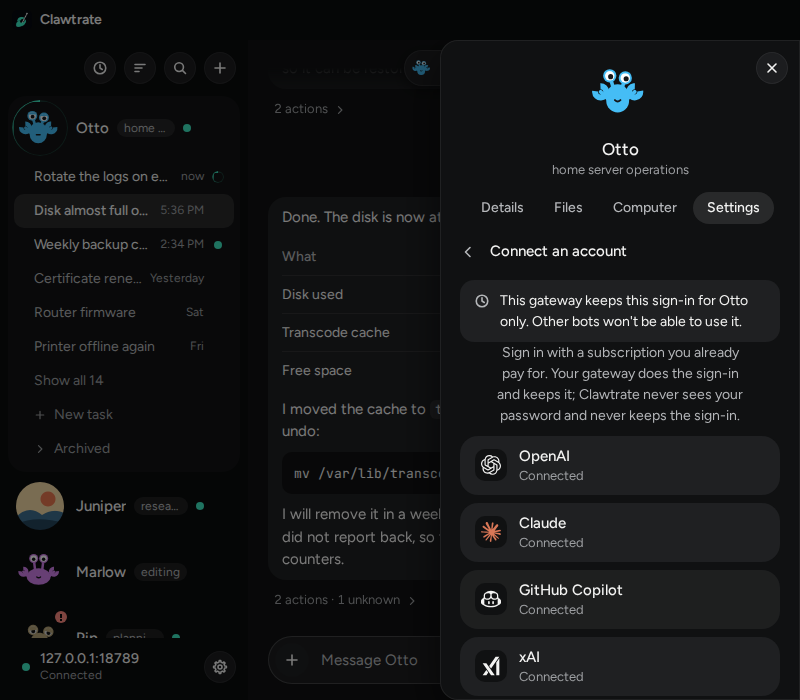 Clawtrate
Otto
home ...
Rotate the logs on e...
now
Disk almost full o...
5:36 PM
Weekly backup c...
2:34 PM
Certificate rene...
Yesterday
Router firmware
Sat
Printer offline again
Fri
Show all 14
New task
Archived
Juniper
resea...
Marlow
editing
Pip
planni...
127.0.0.1:18789
Connected
2 actions
Done. The disk is now at
What
Disk used
Transcode cache
Free space
I moved the cache to
undo:
mv /var/lib/transc
I will remove it in a wee
did not report back, so
counters.
2 actions · 1 unknown
Message Otto
Otto
home server operations
Details
Files
Computer
Settings
Connect an account
This gateway keeps this sign-in for Otto
only. Other bots won't be able to use it.
Sign in with a subscription you already
pay for. Your gateway does the sign-in
and keeps it; Clawtrate never sees your
password and never keeps the sign-in.
OpenAI
Connected
Claude
Connected
GitHub Copilot
Connected
xAI
Connected